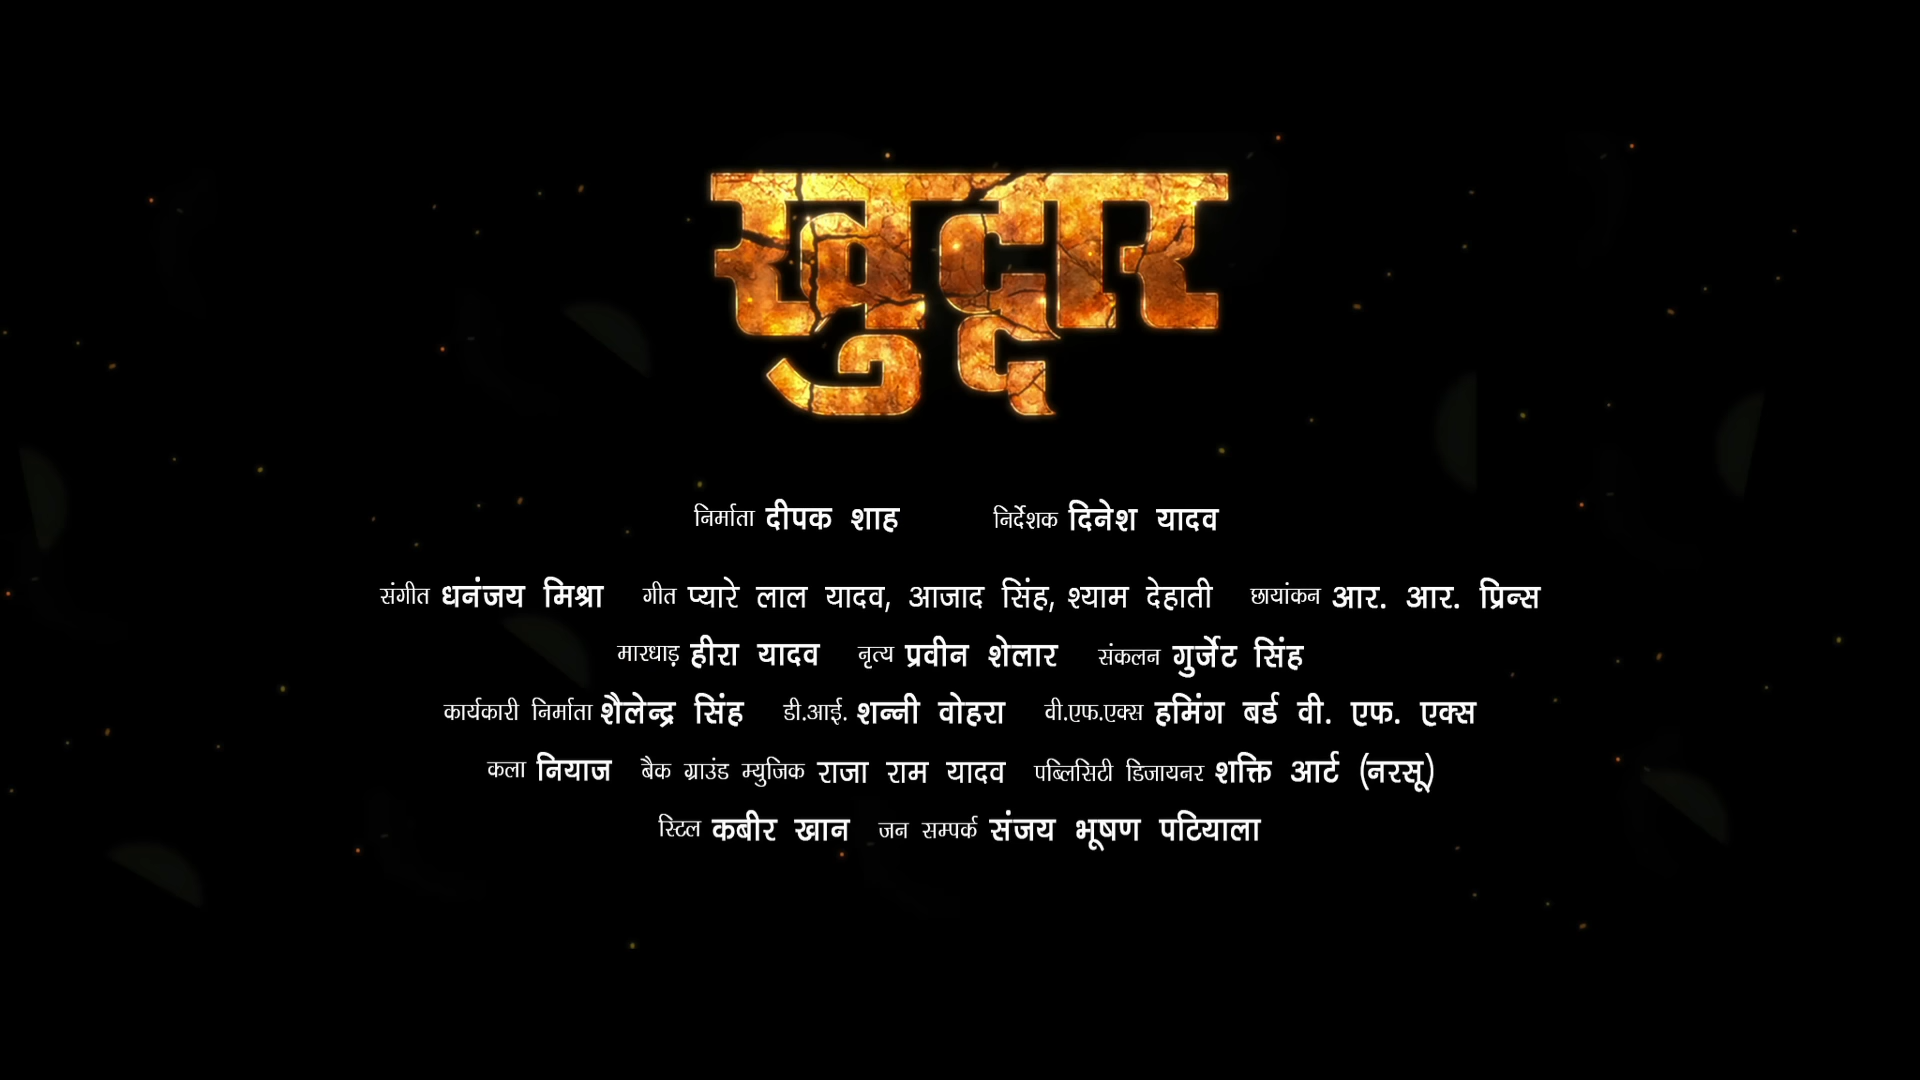 खुद्दार
निर्माता दीपक शाह निर्देशक दिनेश यादव
संगीत धनंजय मिश्रा गीत प्यारे लाल यादव, आजाद सिंह, श्याम देहाती छायांकन आर. आर. प्रिन्स
मारधाड़ हीरा यादव नृत्य प्रवीन शेलार संकलन गुर्जेट सिंह
कार्यकारी निर्माता शैलेन्द्र सिंह डी.आई. शन्नी वोहरा वी.एफ.एक्स हमिंग बर्ड वी. एफ. एक्स
कला नियाज बैक ग्राउंड म्युजिक राजा राम यादव पब्लिसिटी डिजायनर शक्ति आर्ट (नरसू)
स्टिल कबीर खान जन सम्पर्क संजय भूषण पटियाला